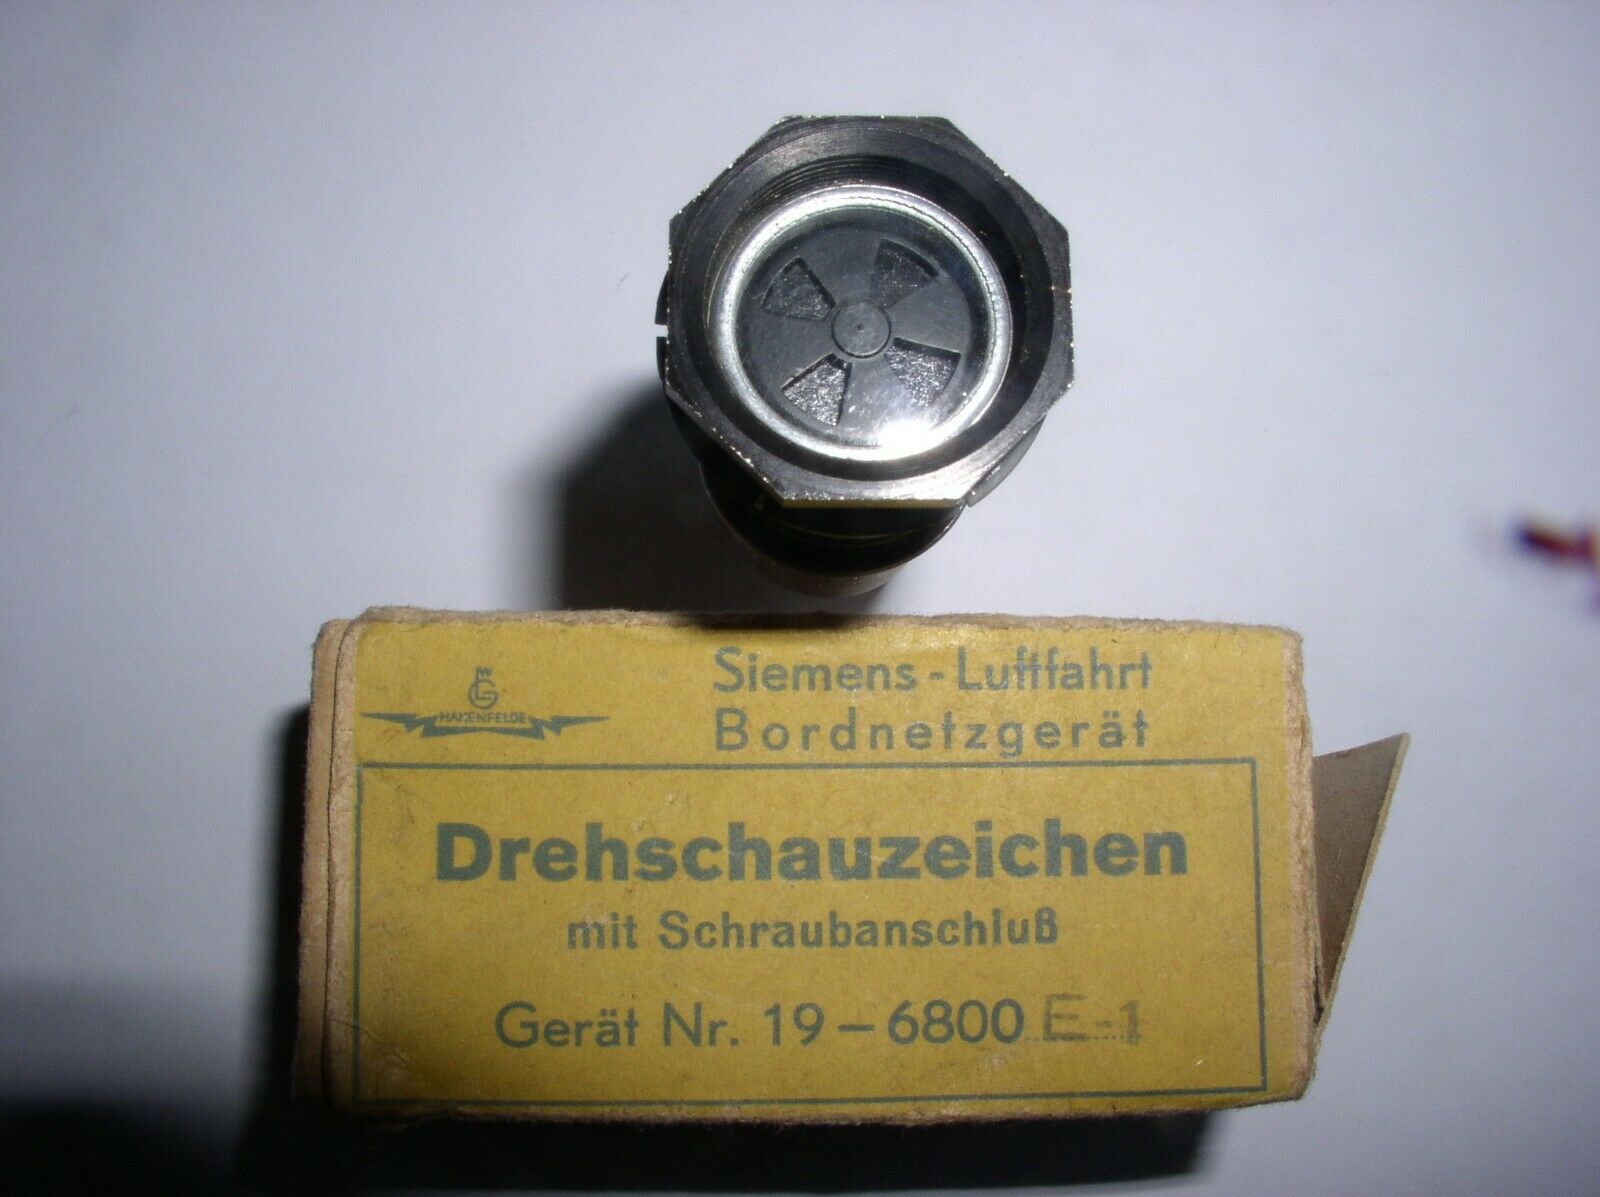 HAKENFELDE
Siemens - Luftfahrt
Bordnetzgerät
Drehschauzeichen
mit Schraubanschluß
Gerät Nr. 19 – 6800 E-1